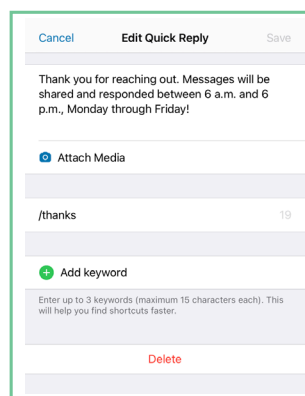 Cancel Edit Quick Reply Save
Thank you for reaching out. Messages will be
shared and responded between 6 a.m. and 6
p.m., Monday through Friday!
Attach Media
/thanks 19
Add keyword
Enter up to 3 keywords (maximum 15 characters each). This
will help you find shortcuts faster.
Delete